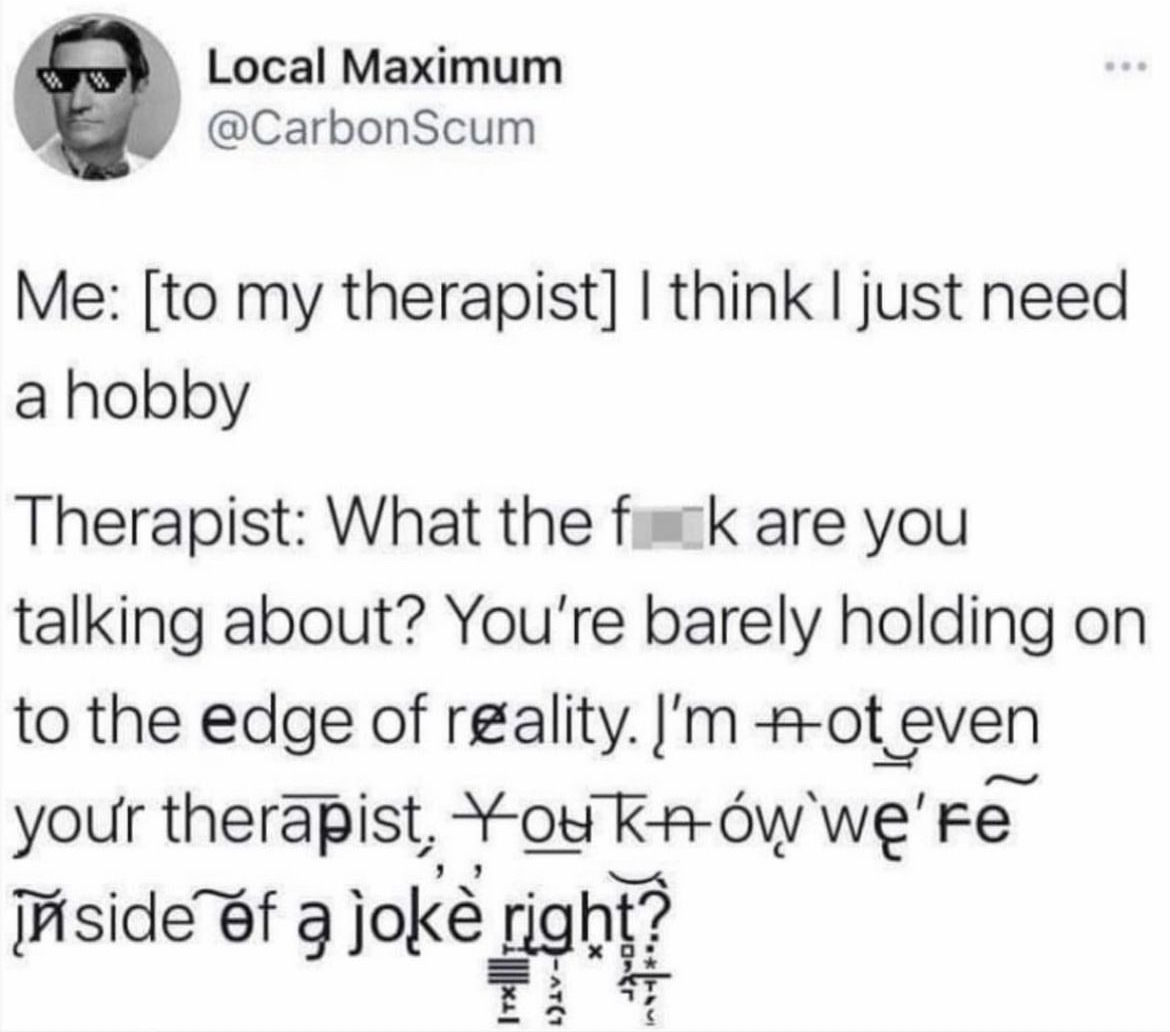 Local Maximum
@CarbonScum
Me: [to my therapist] I think I just need
a hobby
Therapist: What the f k are you
talking about? You're barely holding on
to the edge of reality. I'm not even
your therapist, You know we're
inside of a joke right?